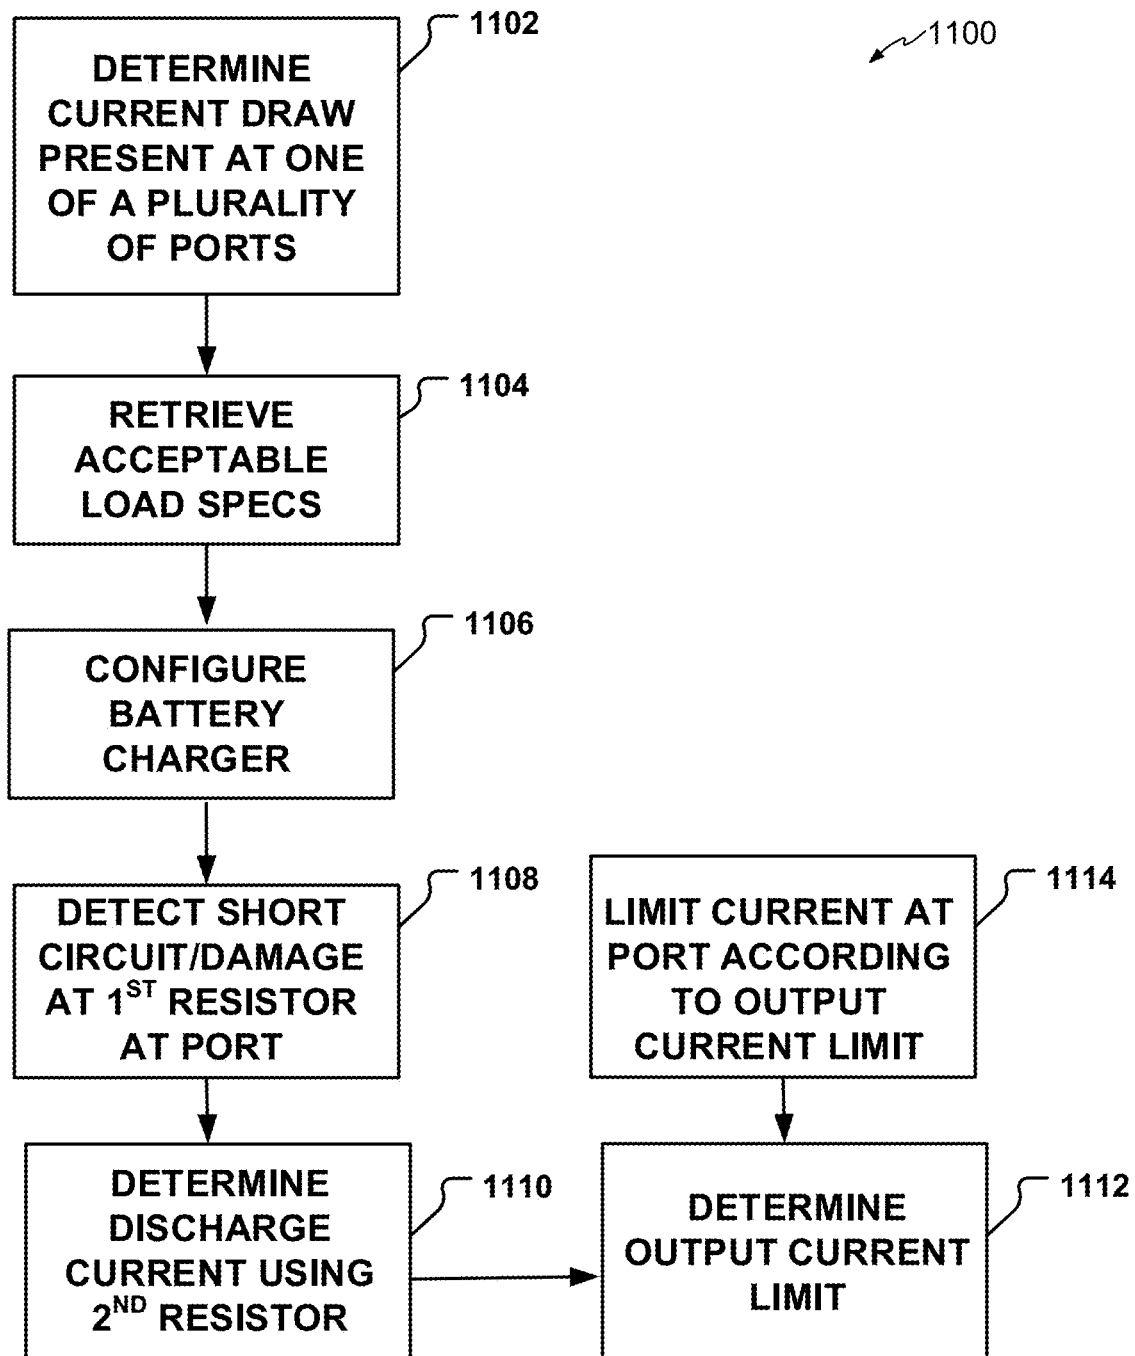 1102
1100
DETERMINE
CURRENT DRAW
PRESENT AT ONE
OF A PLURALITY
OF PORTS
1104
RETRIEVE
ACCEPTABLE
LOAD SPECS
1106
CONFIGURE
BATTERY
CHARGER
1108
DETECT SHORT
CIRCUIT/DAMAGE
AT 1ST RESISTOR
AT PORT
1114
LIMIT CURRENT AT
PORT ACCORDING
TO OUTPUT
CURRENT LIMIT
1110
DETERMINE
DISCHARGE
CURRENT USING
2ND RESISTOR
1112
DETERMINE
OUTPUT CURRENT
LIMIT